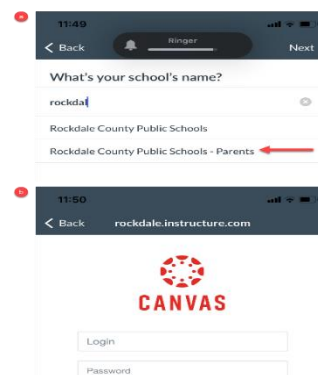 a
11:49
Ringer
Back
Next
What's your school's name?
rockdal
Rockdale County Public Schools
Rockdale County Public Schools - Parents
b
11:50
Back
rockdale.instructure.com
CANVAS
Login
Password